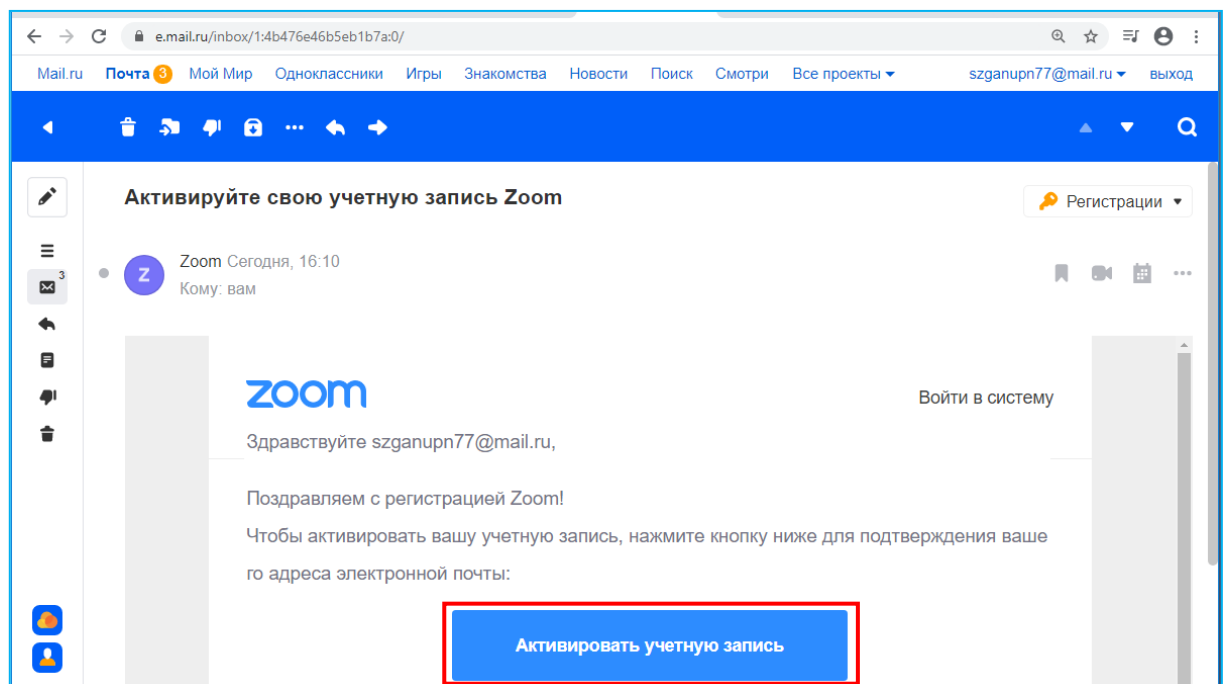 e.mail.ru/inbox/1:4b476e46b5eb1b7a:0/
Mail.ru Почта 3 Мой Мир Одноклассники Игры Знакомства Новости Поиск Смотри Все проекты szganupn77@mail.ru выход
Активируйте свою учетную запись Zoom
Регистрации
3
Z
Zoom Сегодня, 16:10
Кому: вам
zoom
Войти в систему
Здравствуйте szganupn77@mail.ru,
Поздравляем с регистрацией Zoom!
Чтобы активировать вашу учетную запись, нажмите кнопку ниже для подтверждения ваше
го адреса электронной почты:
Активировать учетную запись